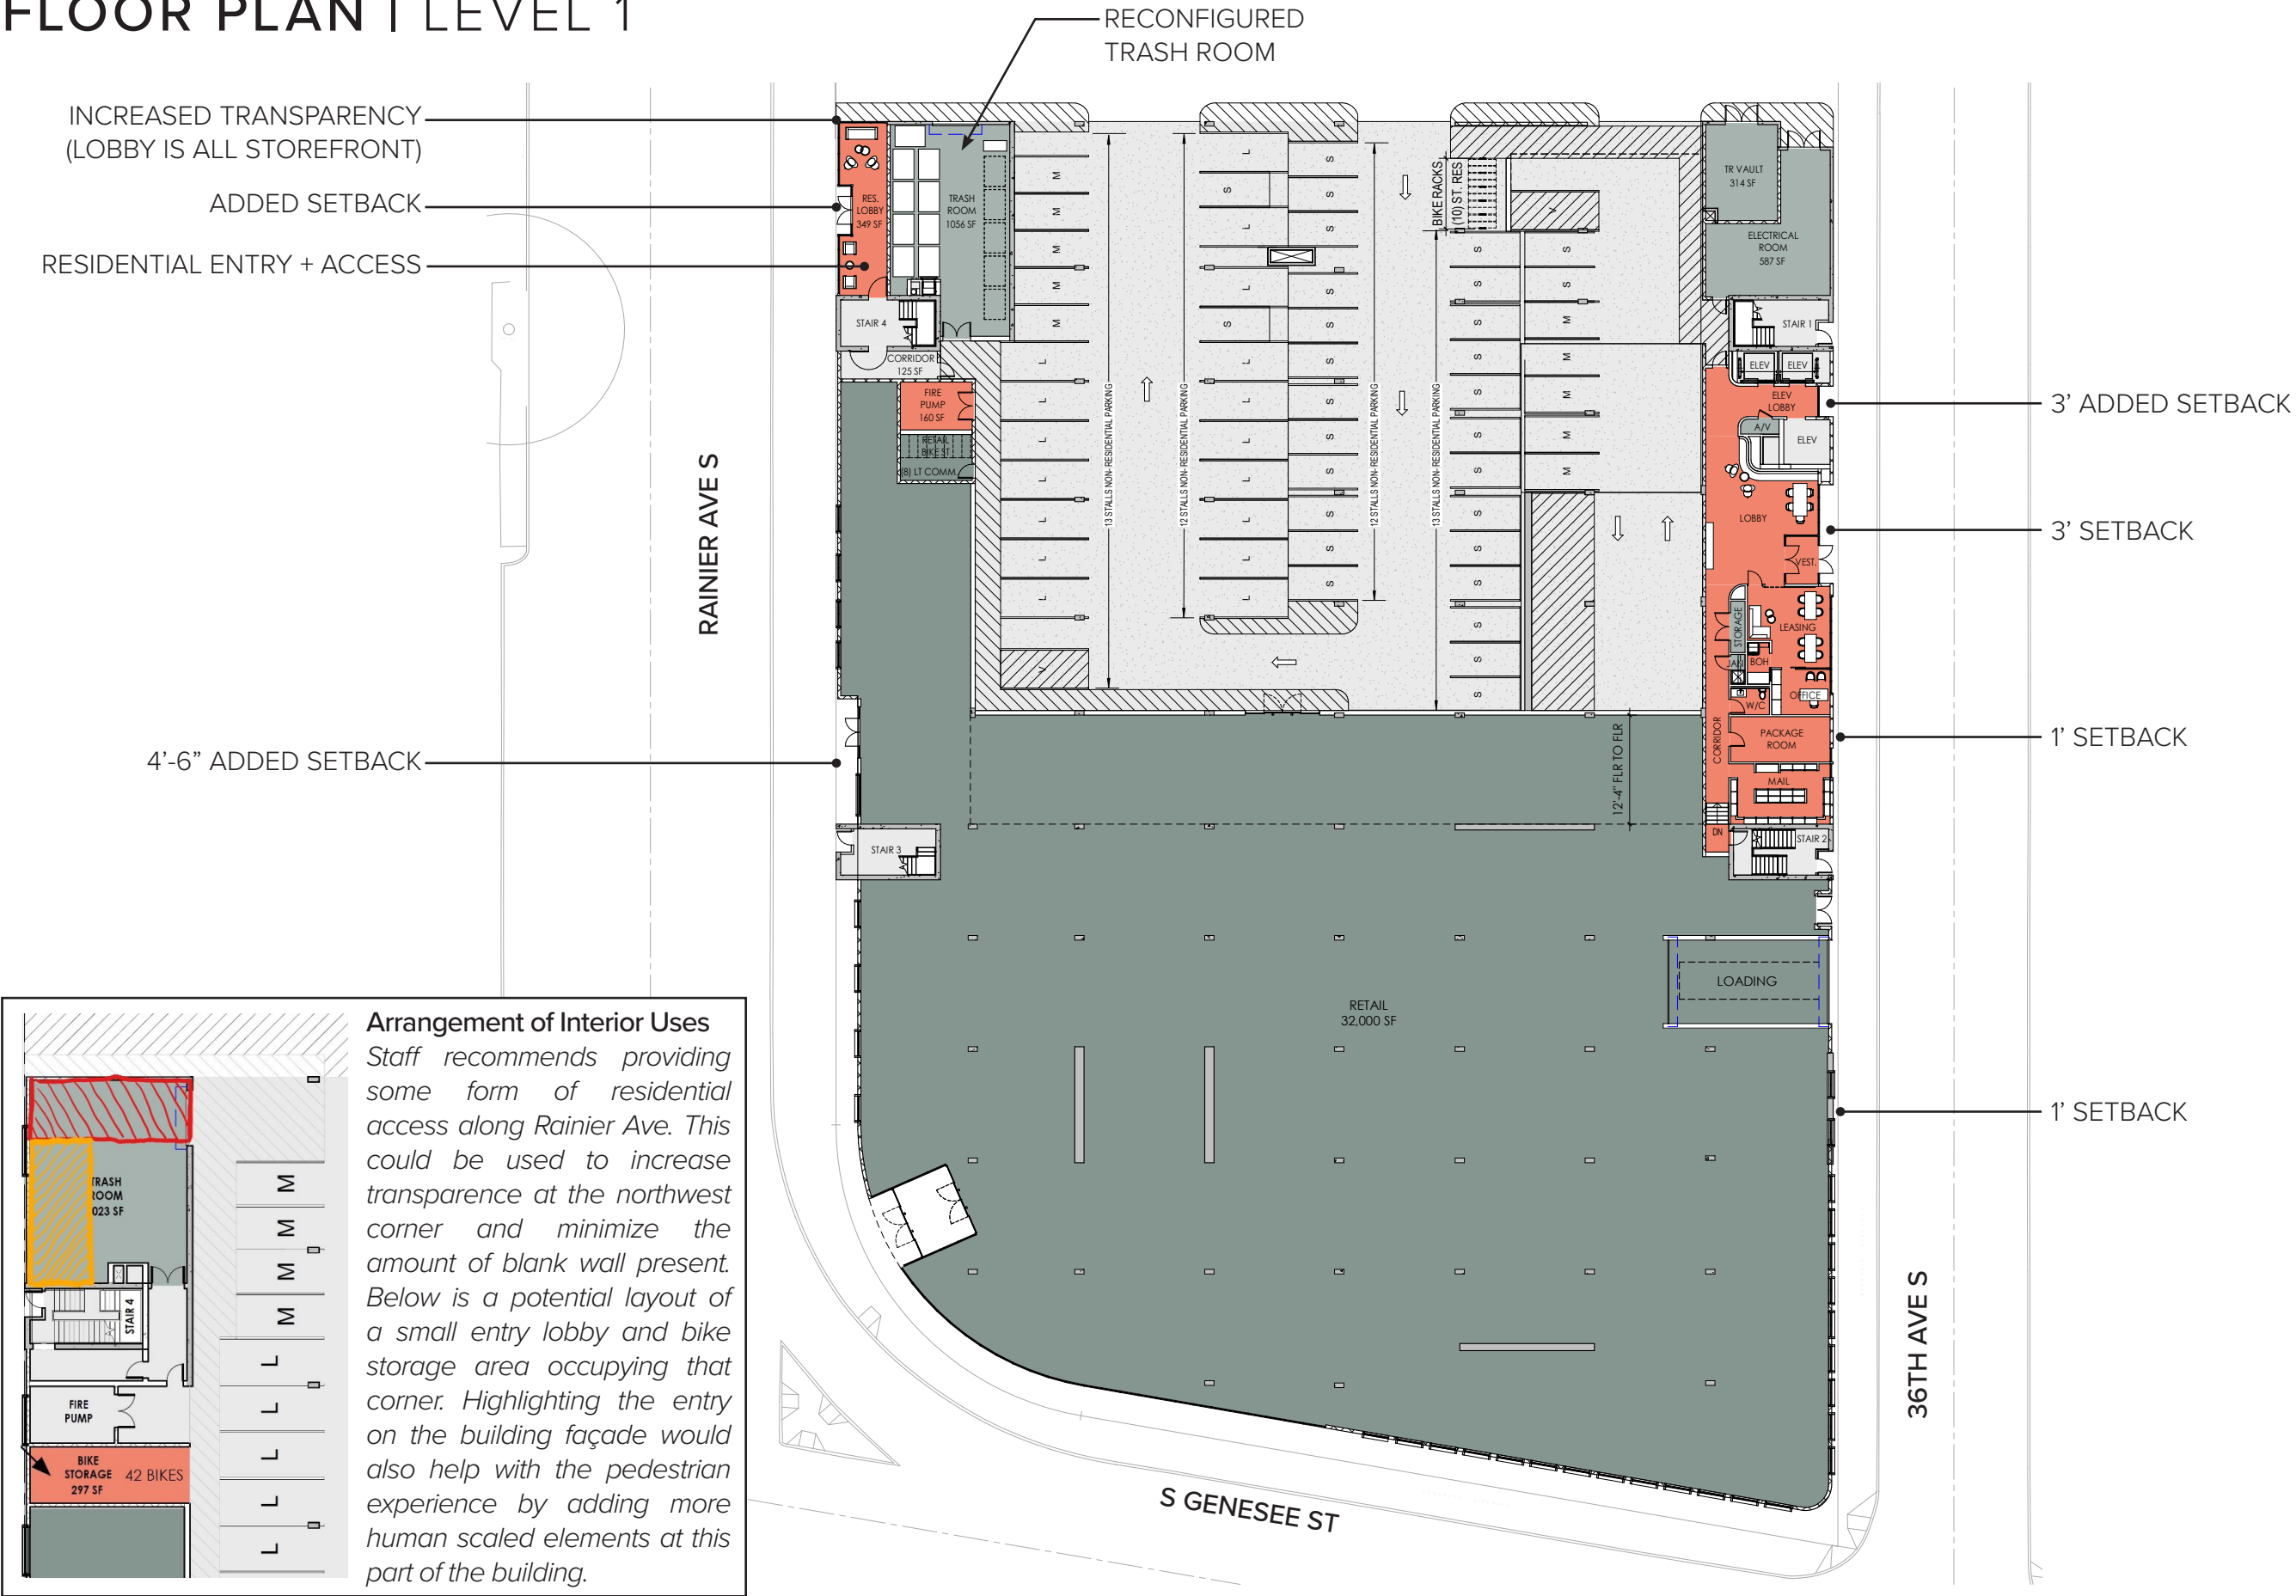 FLOOR PLAN | LEVEL 1
RECONFIGURED
TRASH ROOM
INCREASED TRANSPARENCY
(LOBBY IS ALL STOREFRONT)
ADDED SETBACK
RESIDENTIAL ENTRY + ACCESS
4'-6” ADDED SETBACK
RAINIER AVE S
RES.
LOBBY
349 SF
TRASH
ROOM
1056 SF
STAIR 4
CORRIDOR
125 SF
FIRE
PUMP
160 SF
RETAIL
BIKE ST
(8) LT COMM.
M
M
M
M
M
L
L
L
L
L
L
L
V
13 STALLS NON- RESIDENTIAL PARKING
12 STALLS NON- RESIDENTIAL PARKING
L
S
L
L
S
L
L
L
L
L
L
L
S
S
S
S
S
S
S
S
S
S
S
S
12 STALLS NON- RESIDENTIAL PARKING
13 STALLS NON- RESIDENTIAL PARKING
BIKE RACKS
(10) ST. RES
S
S
S
S
S
S
S
S
S
S
S
S
S
V
S
S
M
M
M
M
M
TR VAULT
314 SF
ELECTRICAL
ROOM
587 SF
STAIR 1
ELEV
ELEV
ELEV
LOBBY
A/V
ELEV
LOBBY
VEST.
STORAGE
LEASING
JAN
BOH
OFFICE
W/C
CORRIDOR
PACKAGE
ROOM
MAIL
DN
STAIR 2
12'-4" FLR TO FLR
STAIR 3
LOADING
RETAIL
32,000 SF
3' ADDED SETBACK
3' SETBACK
1' SETBACK
1' SETBACK
36TH AVE S
S GENESEE ST
TRASH
ROOM
023 SF
STAIR 4
FIRE
PUMP
BIKE
STORAGE
297 SF
42 BIKES
M
M
M
M
L
L
L
L
L
Arrangement of Interior Uses
Staff recommends providing
some form of residential
access along Rainier Ave. This
could be used to increase
transparence at the northwest
corner and minimize the
amount of blank wall present.
Below is a potential layout of
a small entry lobby and bike
storage area occupying that
corner. Highlighting the entry
on the building façade would
also help with the pedestrian
experience by adding more
human scaled elements at this
part of the building.